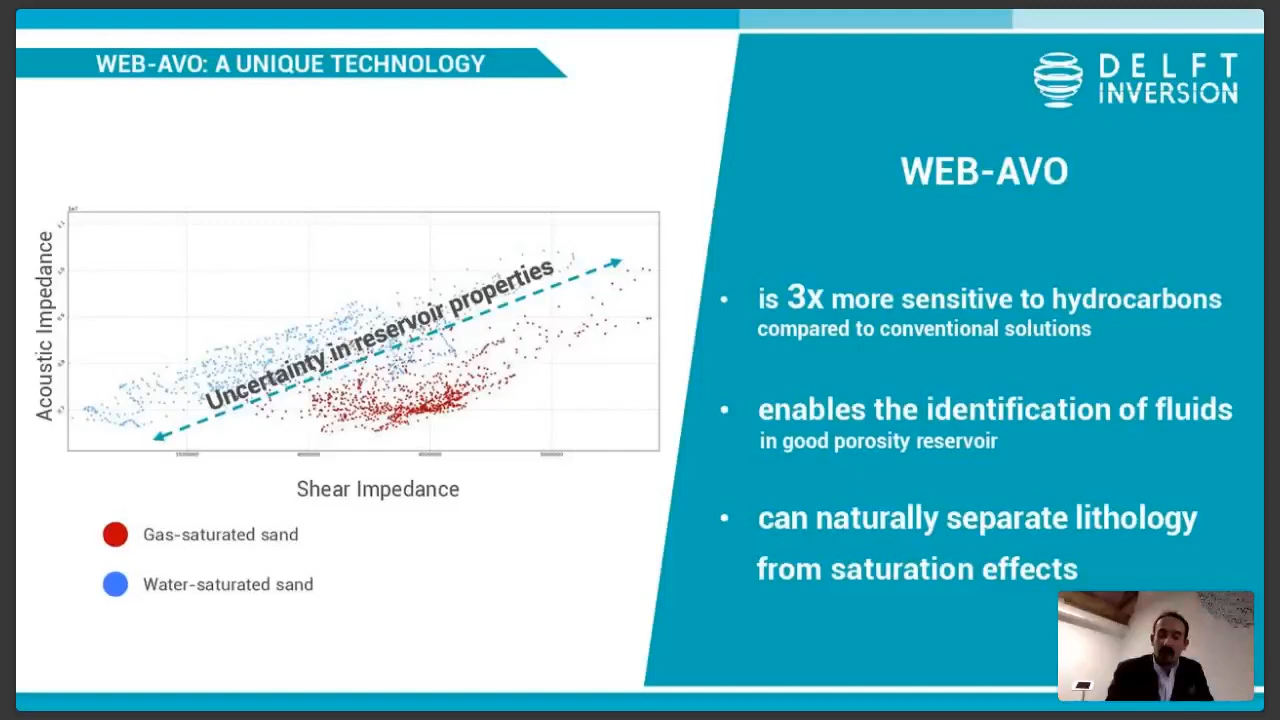 WEB-AVO: A UNIQUE TECHNOLOGY
DELFT
INVERSION
WEB-AVO
Acoustic Impedance
Uncertainty in reservoir properties
Shear Impedance
Gas-saturated sand
Water-saturated sand
• is 3x more sensitive to hydrocarbons
compared to conventional solutions
• enables the identification of fluids
in good porosity reservoir
• can naturally separate lithology
from saturation effects